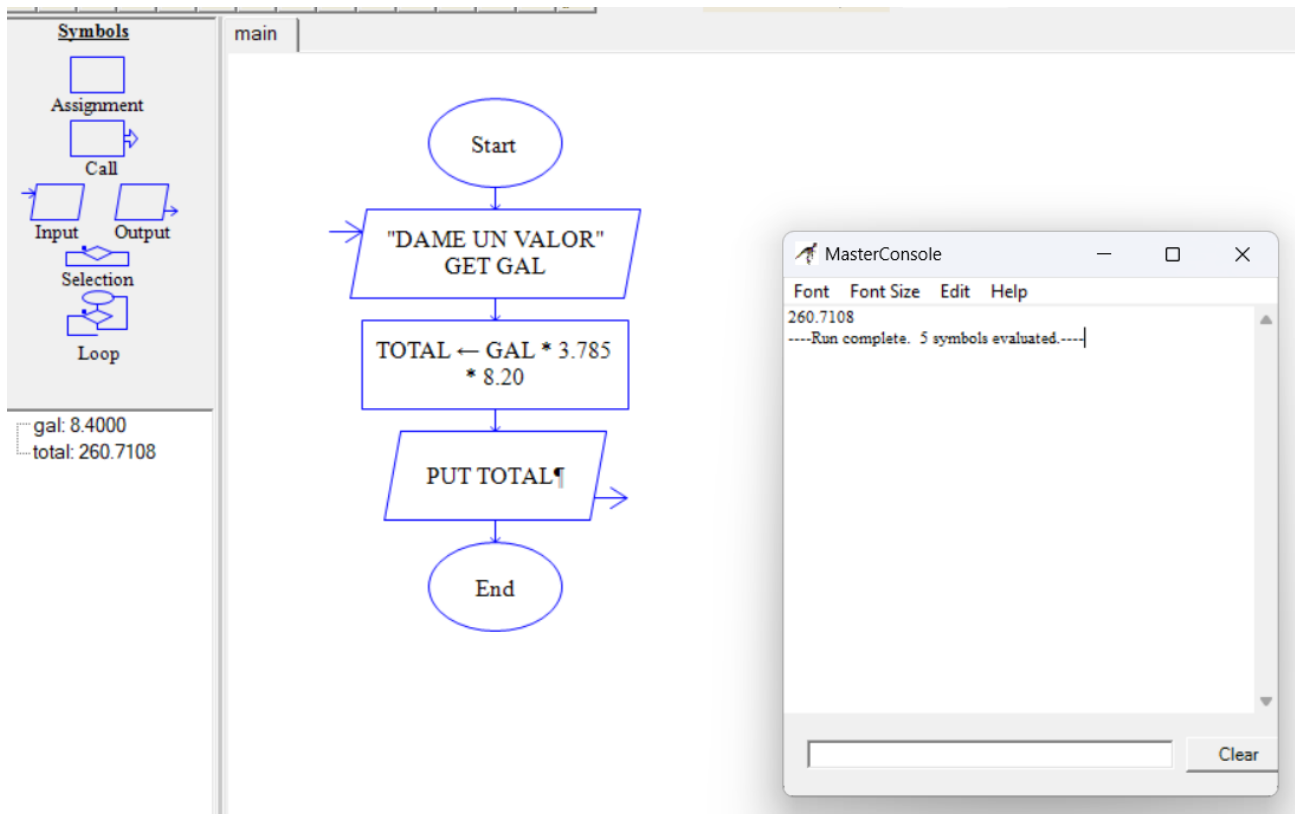 Symbols
Assignment
Call
Input Output
Selection
Loop
gal: 8.4000
total: 260.7108
main
Start
"DAME UN VALOR"
GET GAL
TOTAL ← GAL * 3.785
* 8.20
PUT TOTAL¶
End
MasterConsole
Font Font Size Edit Help
260.7108
----Run complete. 5 symbols evaluated.----
Clear